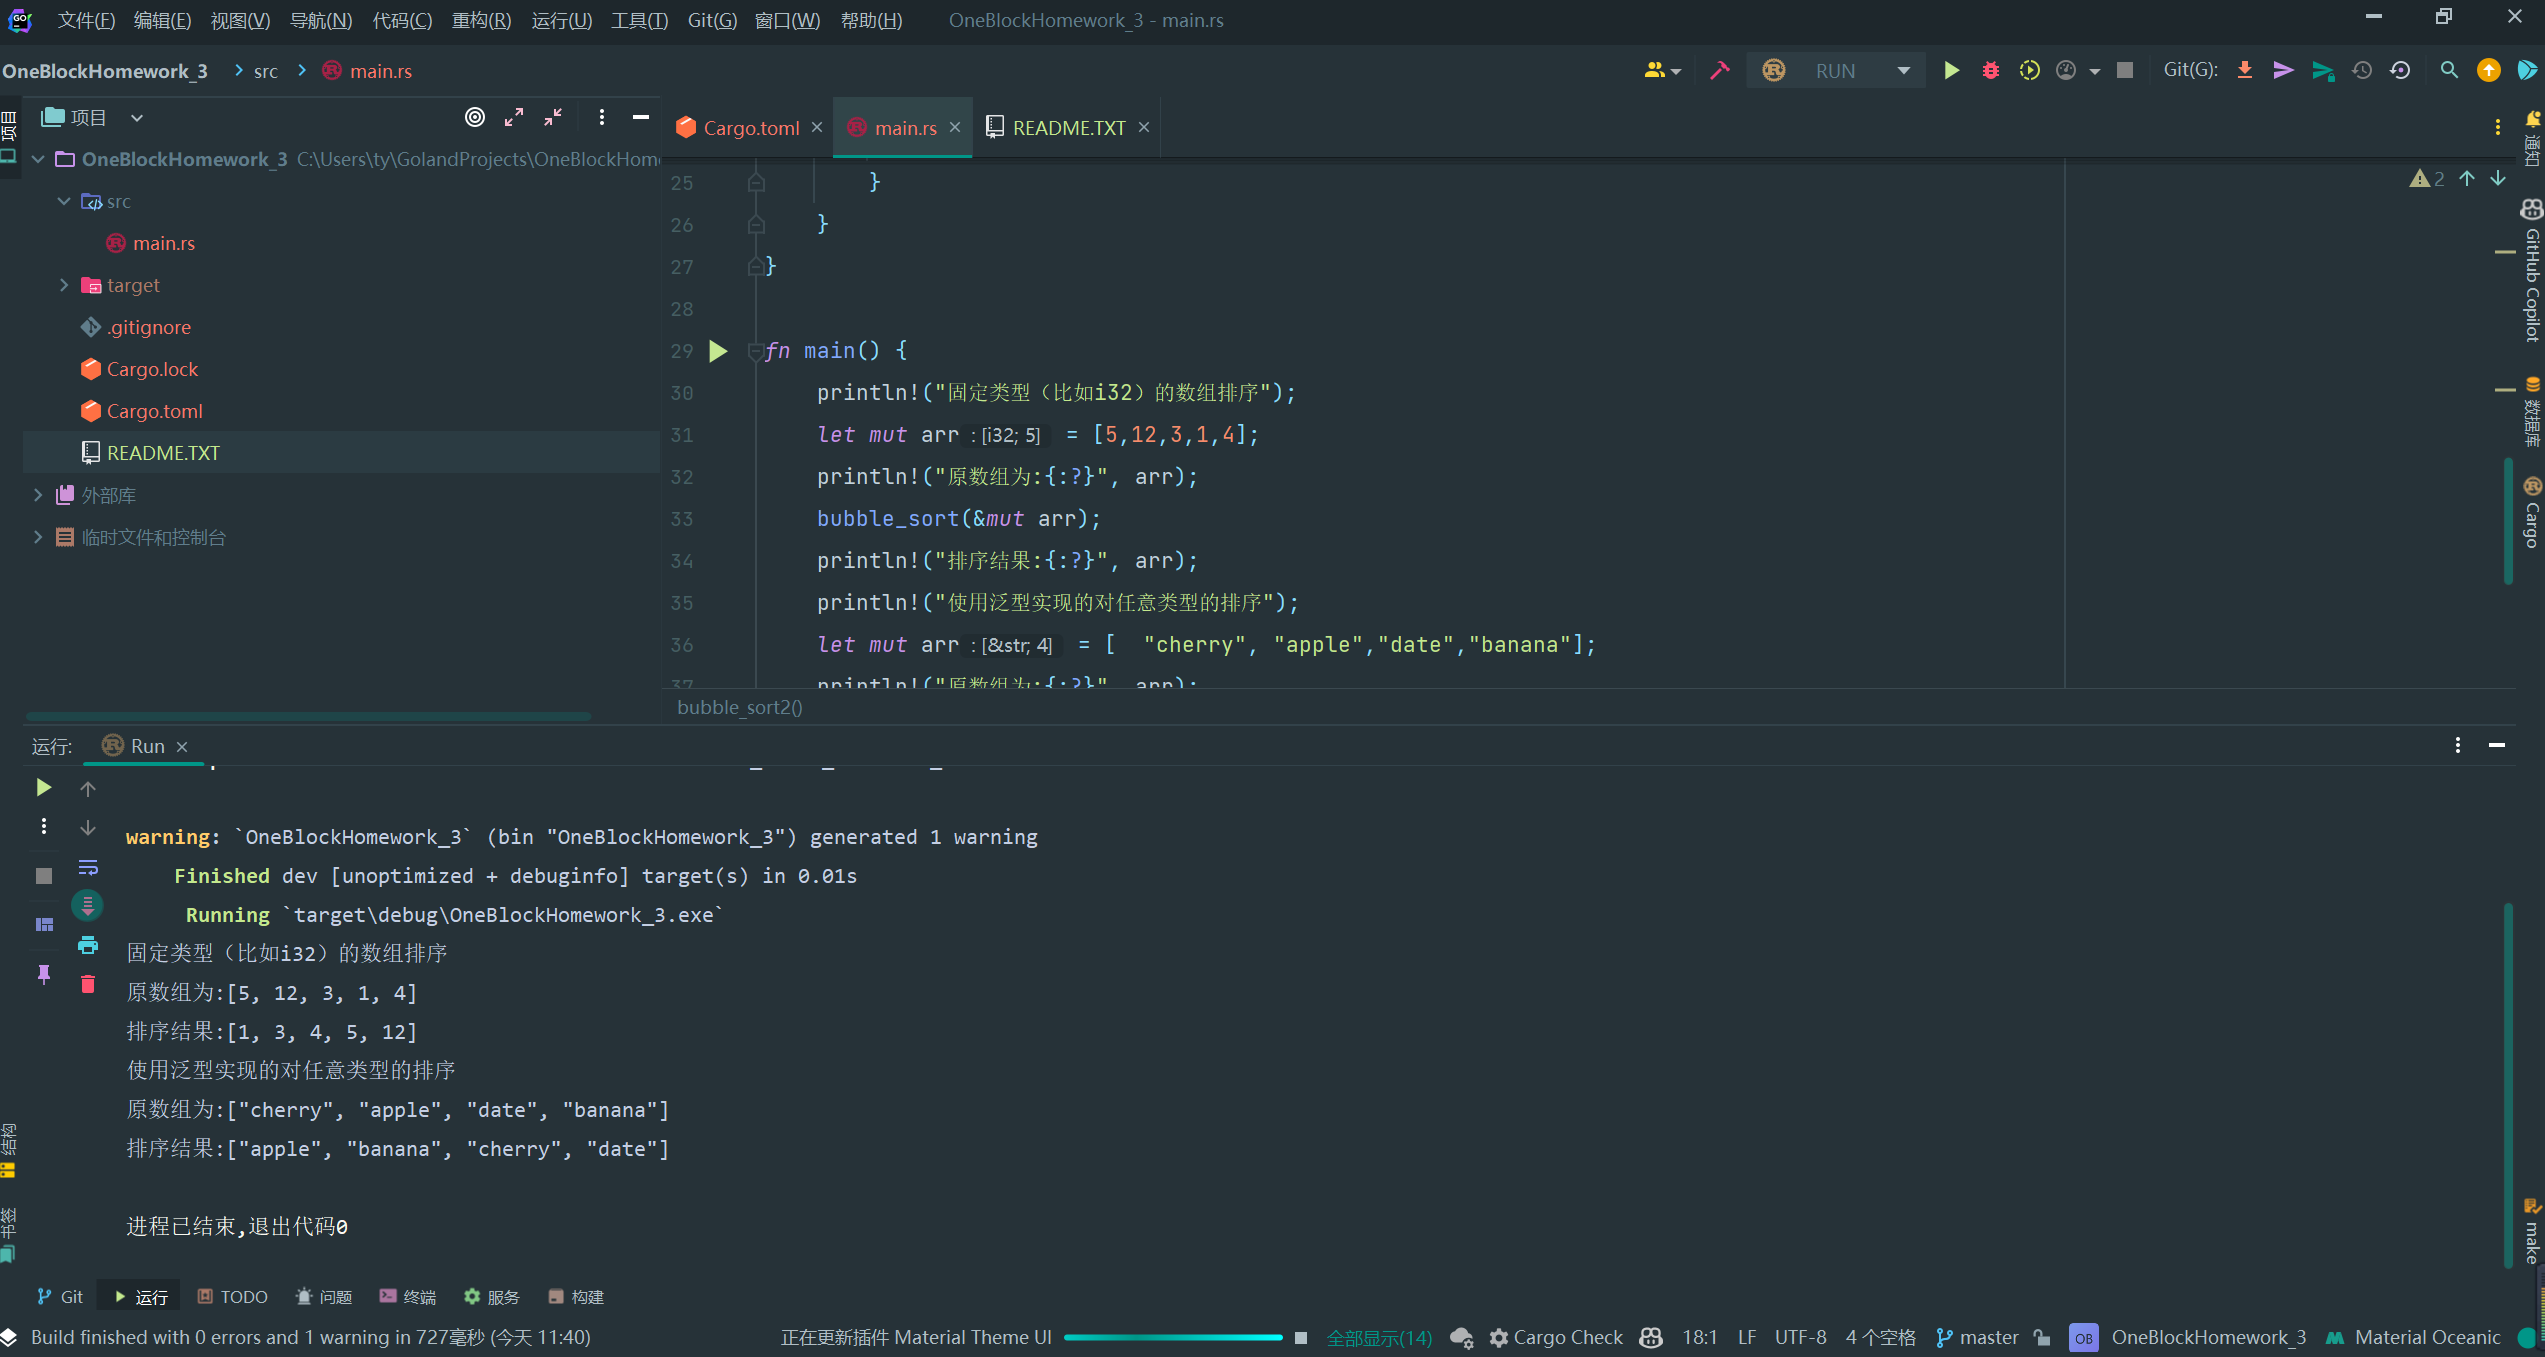 文件(F) 编辑(E) 视图(V) 导航(N) 代码(C) 重构(R) 运行(U) 工具(T) Git(G) 窗口(W) 帮助(H) OneBlockHomework_3 - main.rs
OneBlockHomework_3 src main.rs
RUN Git(G):
项目
项目
Cargo.toml
main.rs
README.TXT
OneBlockHomework_3 C:\Users\ty\GolandProjects\OneBlockHom
src
main.rs
target
.gitignore
Cargo.lock
Cargo.toml
README.TXT
外部库
临时文件和控制台
2
25 }
26 }
27 }
28
29 fn main() {
30 println!("固定类型（比如i32）的数组排序");
31 let mut arr : [i32; 5] = [5,12,3,1,4];
32 println!("原数组为:{:?}", arr);
33 bubble_sort(&mut arr);
34 println!("排序结果:{:?}", arr);
35 println!("使用泛型实现的对任意类型的排序");
36 let mut arr : [&str; 4] = [  "cherry", "apple","date","banana"];
37 println!("原数组为:{:?}", arr);
bubble_sort2()
通知
GitHub Copilot
数据库
Cargo
make
运行: Run
warning: `OneBlockHomework_3` (bin "OneBlockHomework_3") generated 1 warning
Finished dev [unoptimized + debuginfo] target(s) in 0.01s
Running `target\debug\OneBlockHomework_3.exe`
固定类型（比如i32）的数组排序
原数组为:[5, 12, 3, 1, 4]
排序结果:[1, 3, 4, 5, 12]
使用泛型实现的对任意类型的排序
原数组为:["cherry", "apple", "date", "banana"]
排序结果:["apple", "banana", "cherry", "date"]
进程已结束,退出代码0
结构
书签
Git 运行 TODO 问题 终端 服务 构建
Build finished with 0 errors and 1 warning in 727毫秒 (今天 11:40) 正在更新插件 Material Theme UI 全部显示(14) Cargo Check 18:1 LF UTF-8 4 个空格 master OB OneBlockHomework_3 Material Oceanic